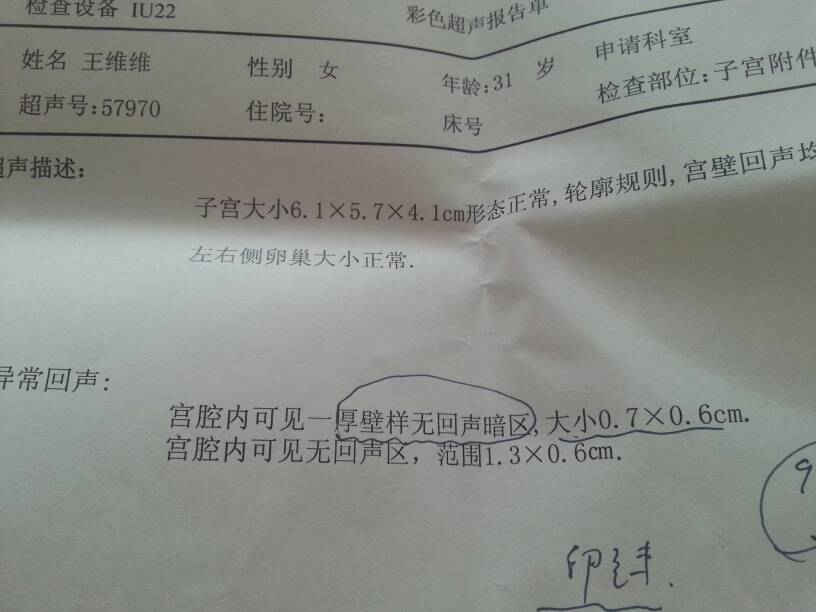 检查设备 IU22
彩色超声报告单
姓名 王维维 性别 女 年龄:31 岁 申请科室
超声号:57970 住院号: 床号 检查部位:子宫附件
超声描述:
子宫大小6.1×5.7×4.1cm形态正常,轮廓规则,宫壁回声均
左右侧卵巢大小正常.
异常回声:
宫腔内可见一厚壁样无回声暗区,大小0.7×0.6cm.
宫腔内可见无回声区,范围1.3×0.6cm.
9